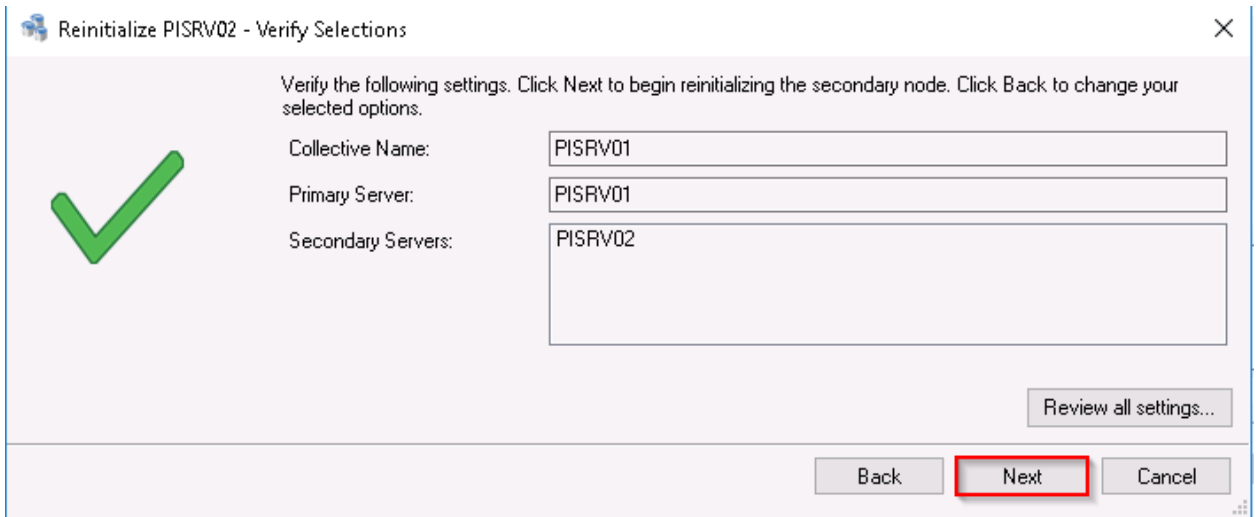 Reinitialize PISRV02 - Verify Selections
Verify the following settings. Click Next to begin reinitializing the secondary node. Click Back to change your
selected options.
Collective Name: PISRV01
Primary Server: PISRV01
Secondary Servers: PISRV02
Review all settings...
Back Next Cancel